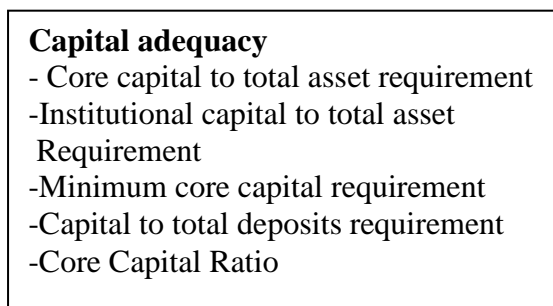 Capital adequacy
- Core capital to total asset requirement
-Institutional capital to total asset
Requirement
-Minimum core capital requirement
-Capital to total deposits requirement
-Core Capital Ratio